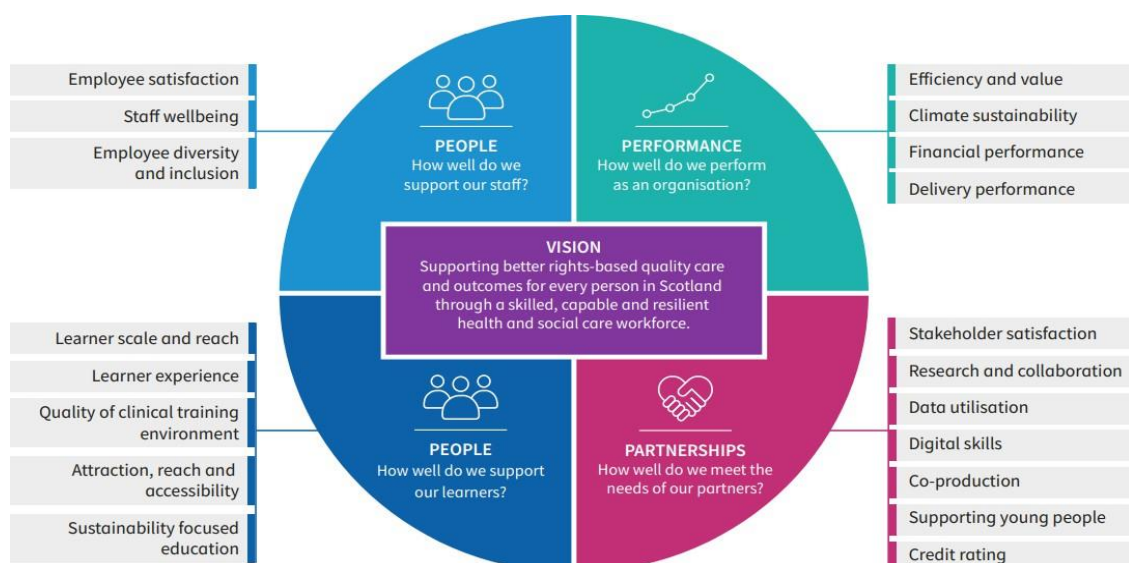 Employee satisfaction
Staff wellbeing
Employee diversity
and inclusion
PEOPLE
How well do we
support our staff?
PERFORMANCE
How well do we perform
as an organisation?
Efficiency and value
Climate sustainability
Financial performance
Delivery performance
VISION
Supporting better rights-based quality care
and outcomes for every person in Scotland
through a skilled, capable and resilient
health and social care workforce.
Learner scale and reach
Learner experience
Quality of clinical training
environment
Attraction, reach and
accessibility
Sustainability focused
education
PEOPLE
How well do we support
our learners?
PARTNERSHIPS
How well do we meet the
needs of our partners?
Stakeholder satisfaction
Research and collaboration
Data utilisation
Digital skills
Co-production
Supporting young people
Credit rating